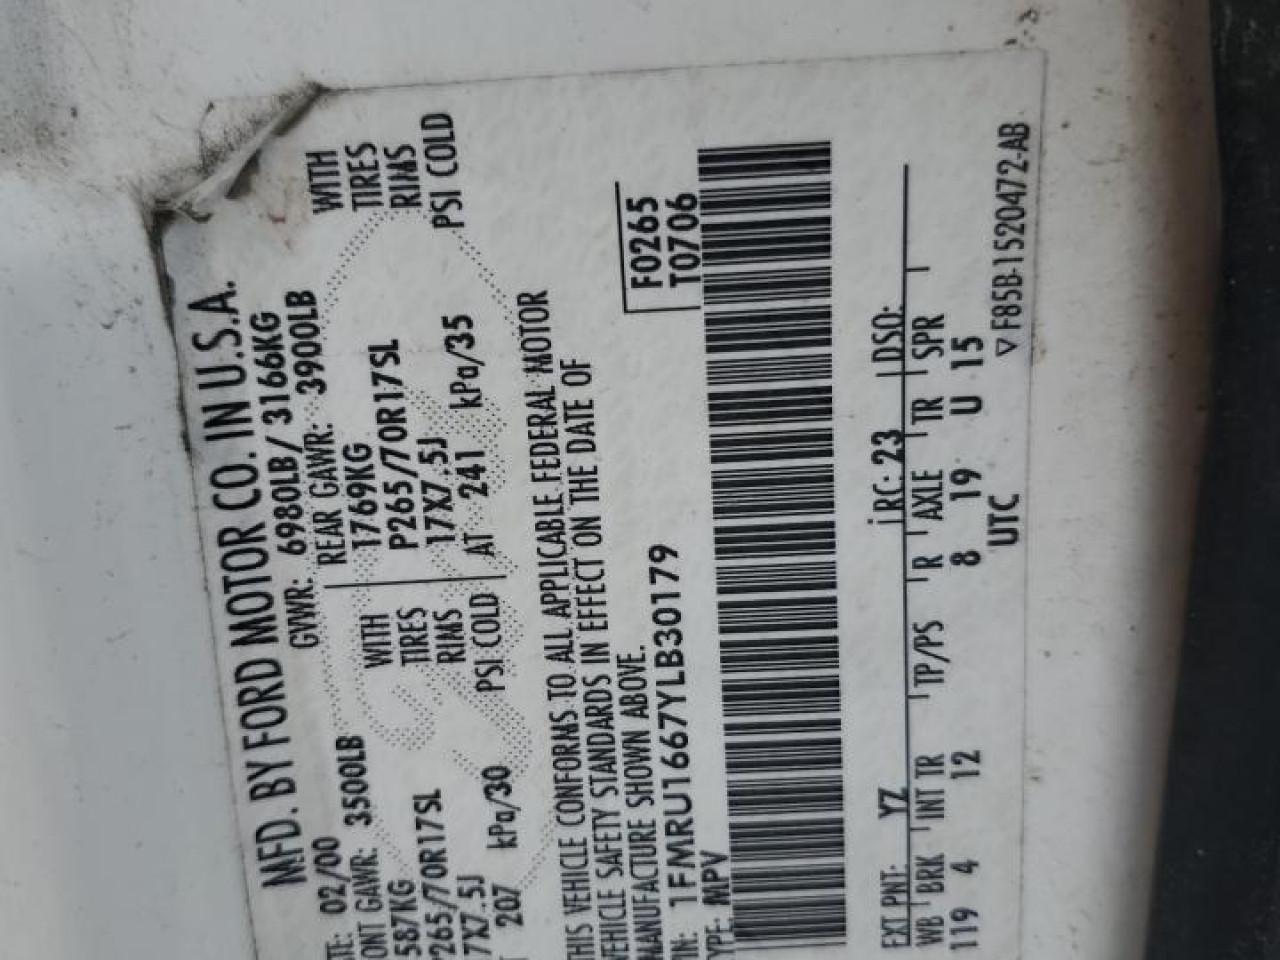 MFD. BY FORD MOTOR CO. IN U.S.A.
02/00 GVWR: 6980LB/ 3166KG
GAWR: 3500LB REAR GAWR: 3900LB
587KG WITH 1769KG WITH
265/70R17SL TIRES P265/70R17SL TIRES
7X7.5J RIMS 17X7.5J RIMS
207 kPa/30 PSI COLD AT 241 kPa/35 PSI COLD
THIS VEHICLE CONFORMS TO ALL APPLICABLE FEDERAL MOTOR
VEHICLE SAFETY STANDARDS IN EFFECT ON THE DATE OF
MANUFACTURE SHOWN ABOVE.
1FMRU1667YLB30179
MPV
F0265
T0706
EXT PNT: YZ RC: 23 DSO:
WB BRK INT TR TP/PS R AXLE TR SPR
119 4 12 8 19 U 15
UTC
▽F85B-1520472-AB